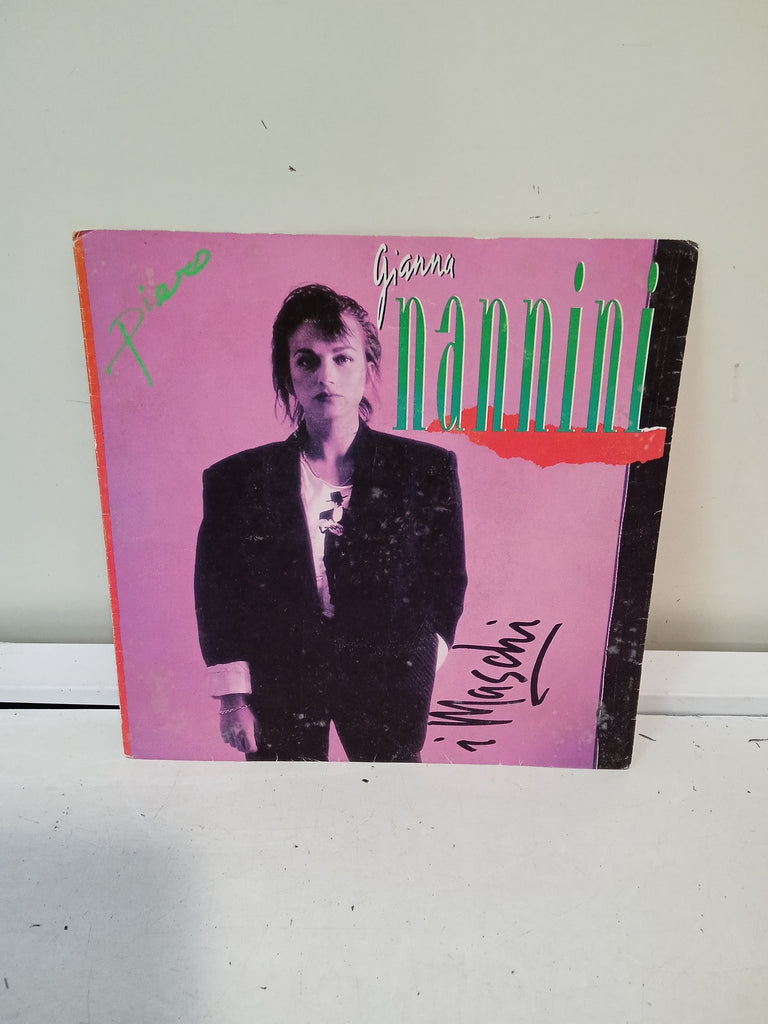 Piero
gianna
nannini
i Maschi